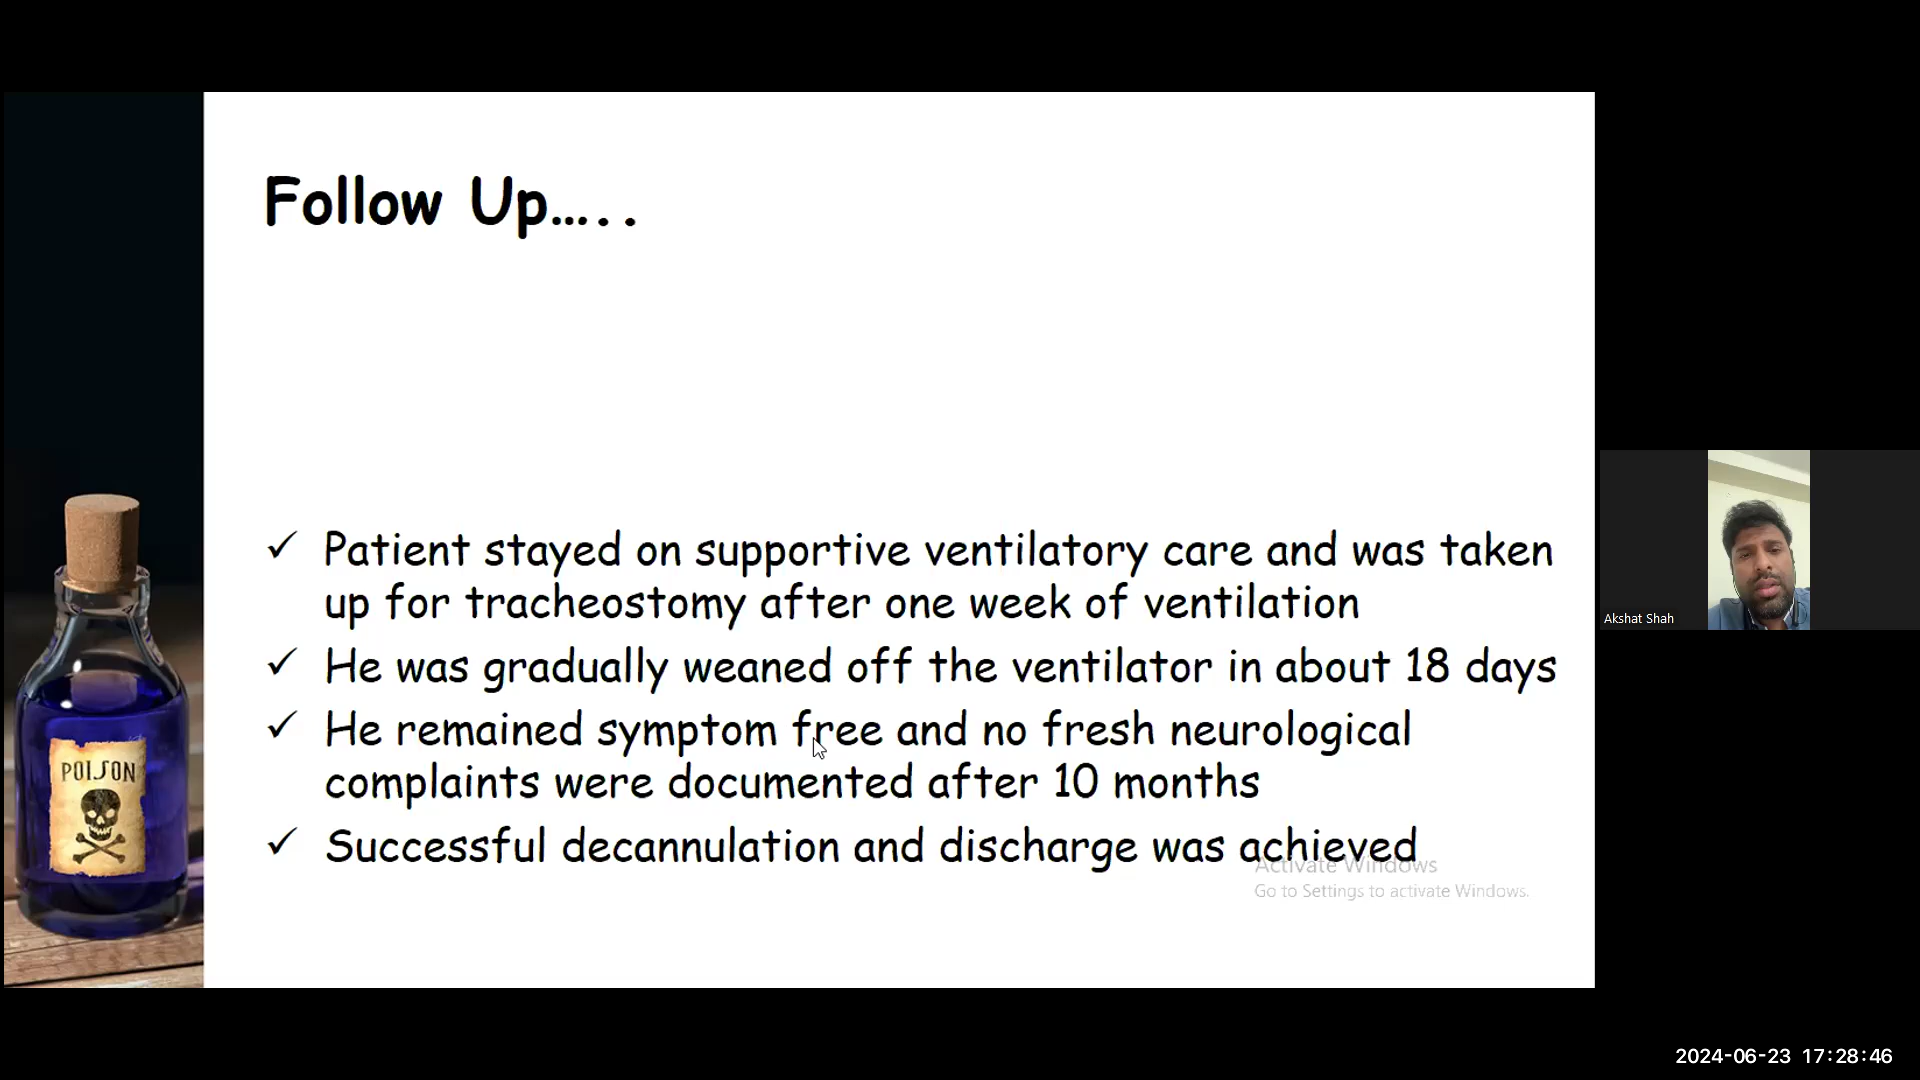 Follow Up.....
✓ Patient stayed on supportive ventilatory care and was taken
up for tracheostomy after one week of ventilation
✓ He was gradually weaned off the ventilator in about 18 days
✓ He remained symptom free and no fresh neurological
complaints were documented after 10 months
✓ Successful decannulation and discharge was achieved
Activate Windows
Go to Settings to activate Windows.
POISON
Akshat Shah
2024-06-23 17:28:46